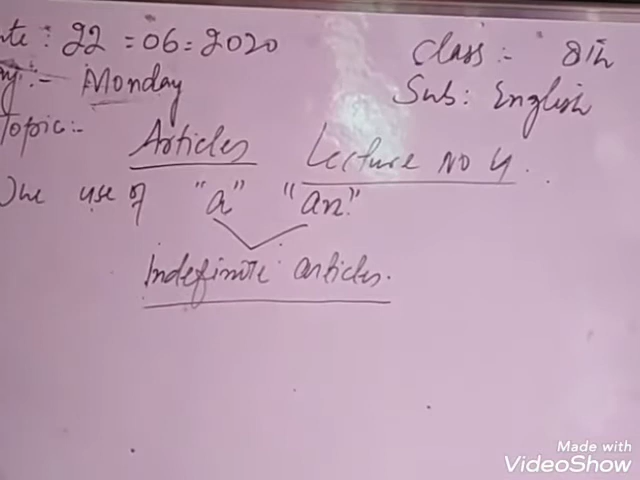 te: 22=06=2020
Class:- 8th
y:- Monday
Sub: English
Topic:-
Articles Lecture No 4.
The use of "a" "an"
Indefinite articles.
Made with
VideoShow